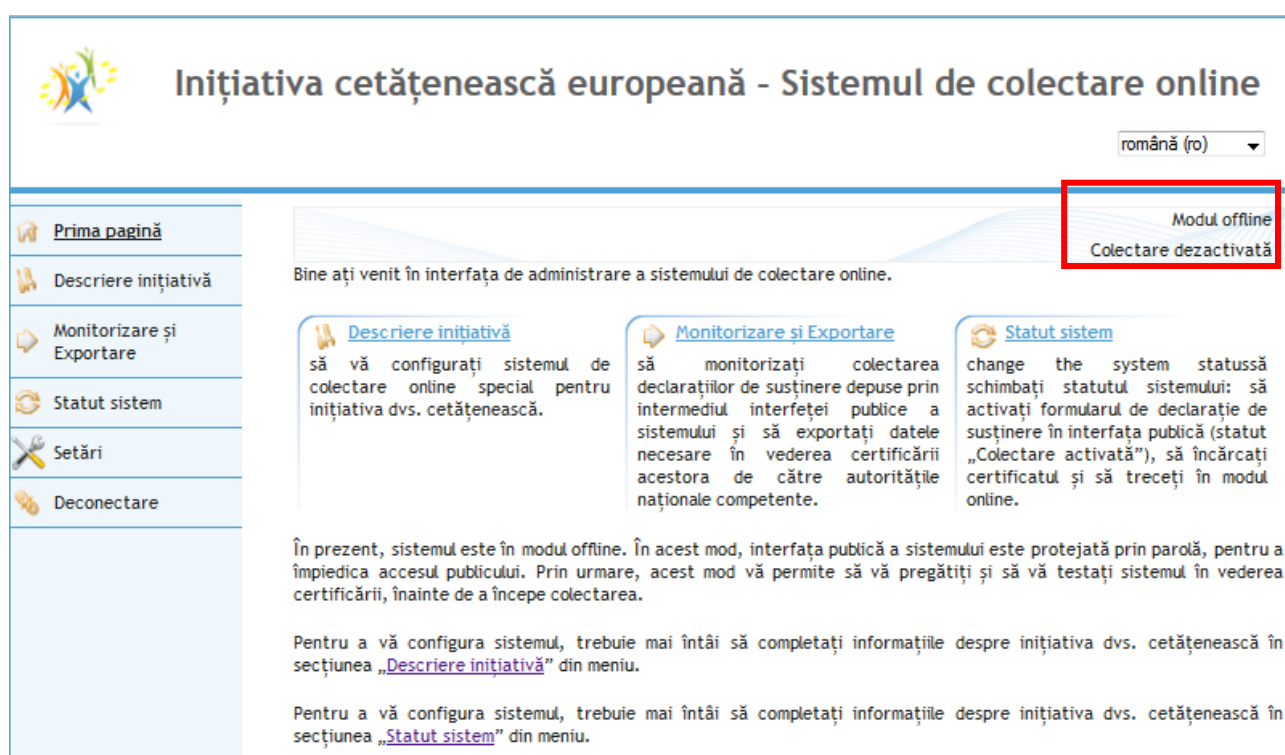 Inițiativa cetățenească europeană - Sistemul de colectare online
română (ro)
Prima pagină
Descriere inițiativă
Monitorizare și
Exportare
Statut sistem
Setări
Deconectare
Modul offline
Colectare dezactivată
Bine ați venit în interfața de administrare a sistemului de colectare online.
Descriere inițiativă
să vă configurați sistemul de
colectare online special pentru
inițiativa dvs. cetățenească.
Monitorizare și Exportare
să monitorizați colectarea
declarațiilor de susținere depuse prin
intermediul interfeței publice a
sistemului și să exportați datele
necesare în vederea certificării
acestora de către autoritățile
naționale competente.
Statut sistem
change the system statussă
schimbați statutul sistemului: să
activați formularul de declarație de
susținere în interfața publică (statut
„Colectare activată”), să încărcați
certificatul și să treceți în modul
online.
În prezent, sistemul este în modul offline. În acest mod, interfața publică a sistemului este protejată prin parolă, pentru a
împiedica accesul publicului. Prin urmare, acest mod vă permite să vă pregătiți și să vă testați sistemul în vederea
certificării, înainte de a începe colectarea.
Pentru a vă configura sistemul, trebuie mai întâi să completați informațiile despre inițiativa dvs. cetățenească în
secțiunea „Descriere inițiativă” din meniu.
Pentru a vă configura sistemul, trebuie mai întâi să completați informațiile despre inițiativa dvs. cetățenească în
secțiunea „Statut sistem” din meniu.